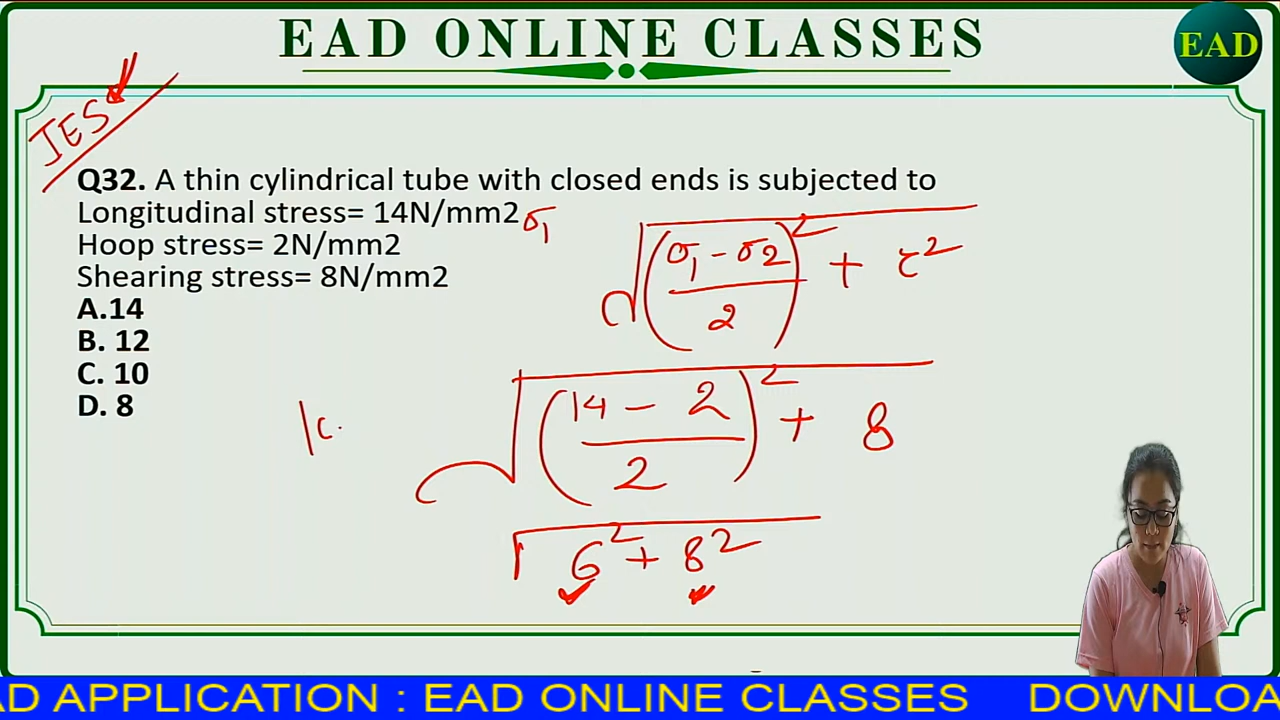 EAD ONLINE CLASSES
EAD
IES
Q32. A thin cylindrical tube with closed ends is subjected to
Longitudinal stress= 14N/mm2 σ1
Hoop stress= 2N/mm2
Shearing stress= 8N/mm2
A.14
B. 12
C. 10
D. 8
√((σ1 - σ2)/2)² + τ²
√((14 - 2)/2)² + 8
√6² + 8²
AD APPLICATION : EAD ONLINE CLASSES DOWNLOA